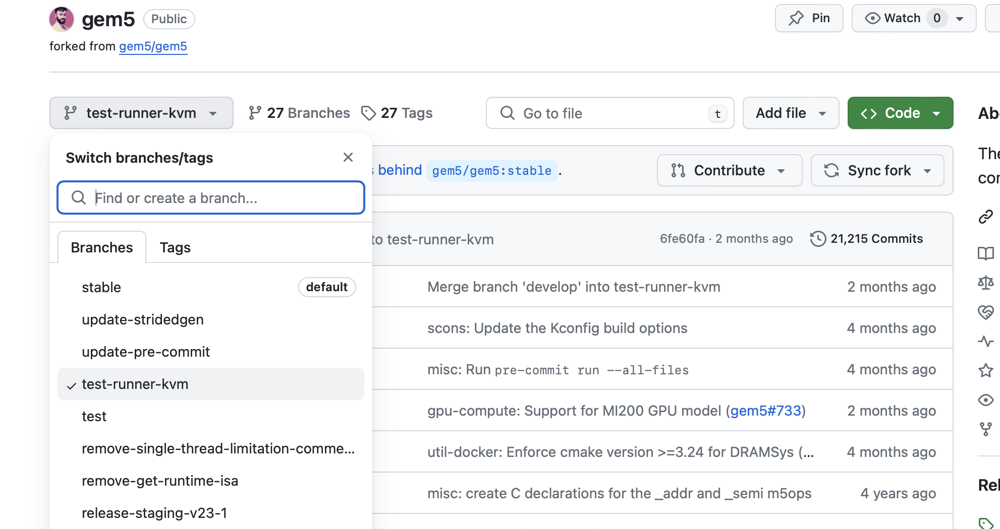 gem5 Public
Pin
Watch 0
forked from gem5/gem5
test-runner-kvm
27 Branches
27 Tags
Go to file t
Add file
Code
Switch branches/tags
behind gem5/gem5:stable.
Contribute
Sync fork
Find or create a branch...
to test-runner-kvm
6fe60fa · 2 months ago
21,215 Commits
Branches
Tags
stable default
update-stridedgen
update-pre-commit
test-runner-kvm
test
remove-single-thread-limitation-comme...
remove-get-runtime-isa
release-staging-v23-1
Merge branch 'develop' into test-runner-kvm 2 months ago
scons: Update the Kconfig build options 4 months ago
misc: Run pre-commit run --all-files 4 months ago
gpu-compute: Support for MI200 GPU model (gem5#733) 2 months ago
util-docker: Enforce cmake version >=3.24 for DRAMSys (... 4 months ago
misc: create C declarations for the _addr and _semi m5ops 4 years ago